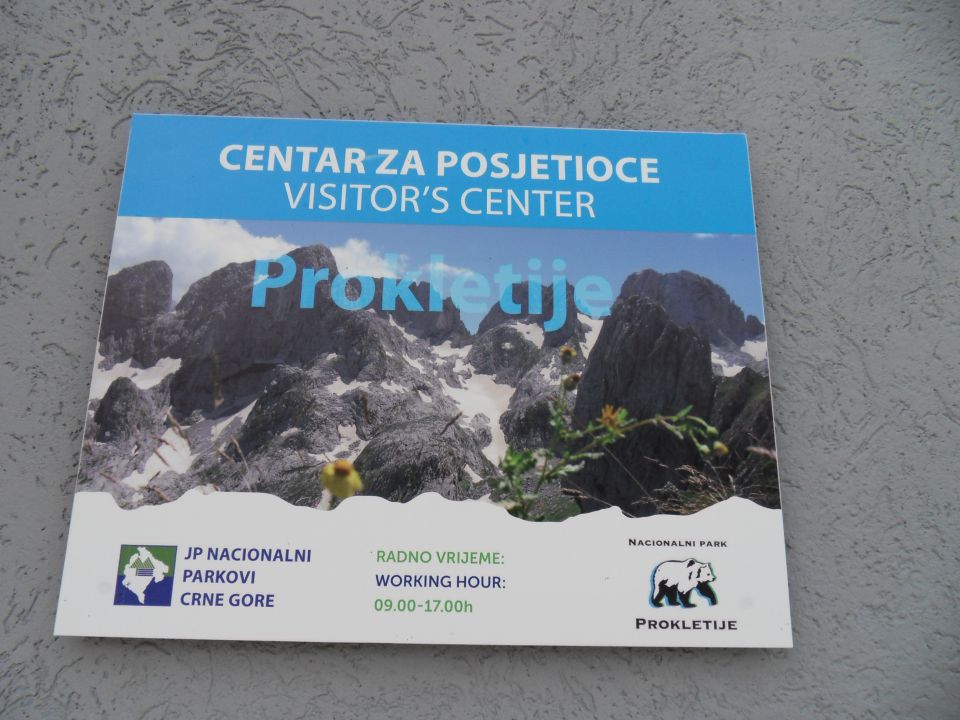 CENTAR ZA POSJETIOCE
VISITOR'S CENTER
Prokletije
JP NACIONALNI
PARKOVI
CRNE GORE
RADNO VRIJEME:
WORKING HOUR:
09.00-17.00h
NACIONALNI PARK
PROKLETIJE